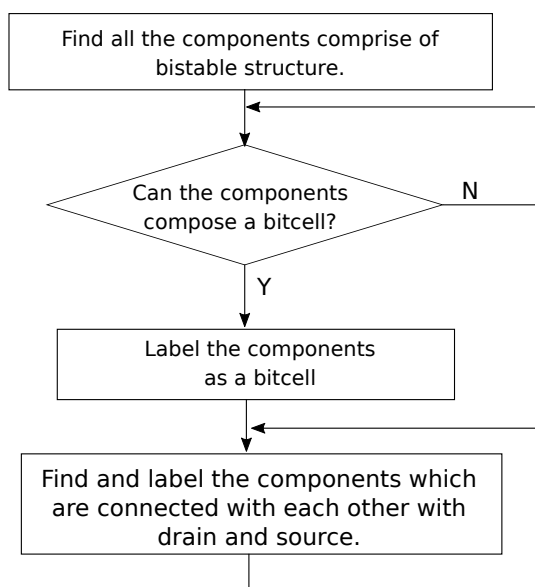 Find all the components comprise of
bistable structure.
Can the components
compose a bitcell?
N
Y
Label the components
as a bitcell
Find and label the components which
are connected with each other with
drain and source.